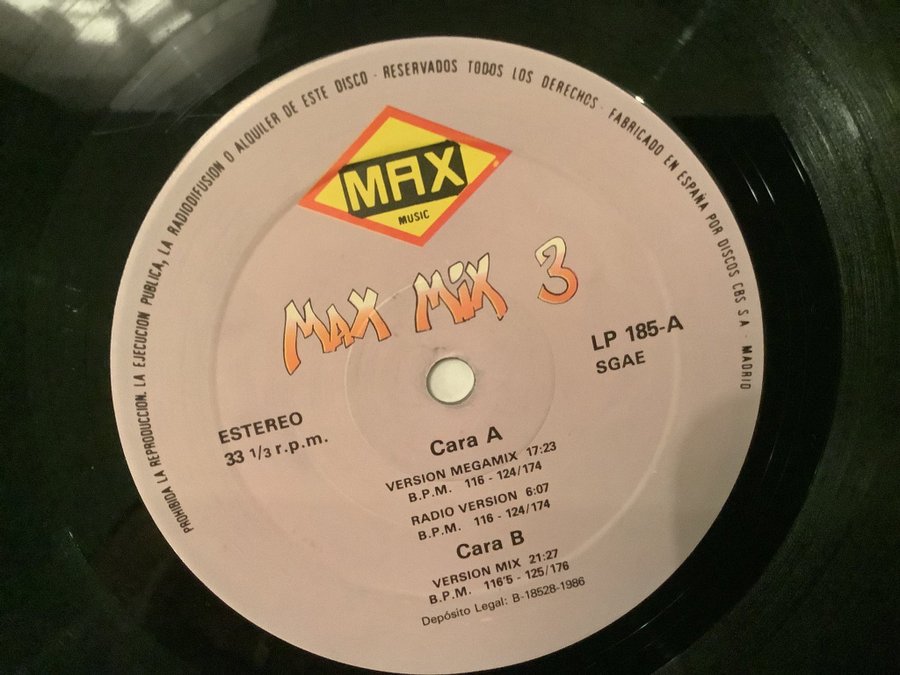 PROHIBIDA LA REPRODUCCION. LA EJECUCION PUBLICA, LA RADIODIFUSION O ALQUILER DE ESTE DISCO · RESERVADOS TODOS LOS DERECHOS · FABRICADO EN ESPAÑA POR DISCOS CBS S.A · MADRID
MAX
MUSIC
MAX MiX 3
LP 185-A
SGAE
ESTEREO
33 1/3 r.p.m.
Cara A
VERSION MEGAMIX 17:23
B.P.M. 116 - 124/174
RADIO VERSION 6:07
B.P.M. 116 - 124/174
Cara B
VERSION MIX 21:27
B.P.M. 116'5 - 125/176
Depósito Legal: B-18528-1986